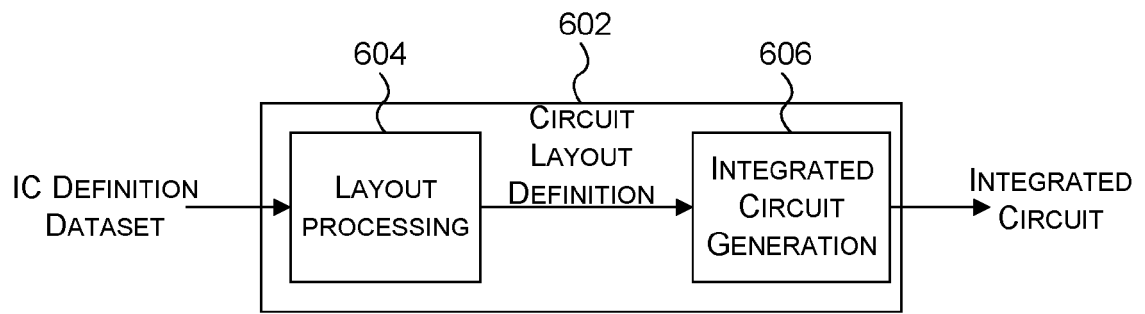 602
604
606
CIRCUIT
LAYOUT
DEFINITION
IC DEFINITION
DATASET
LAYOUT
PROCESSING
INTEGRATED
CIRCUIT
GENERATION
INTEGRATED
CIRCUIT